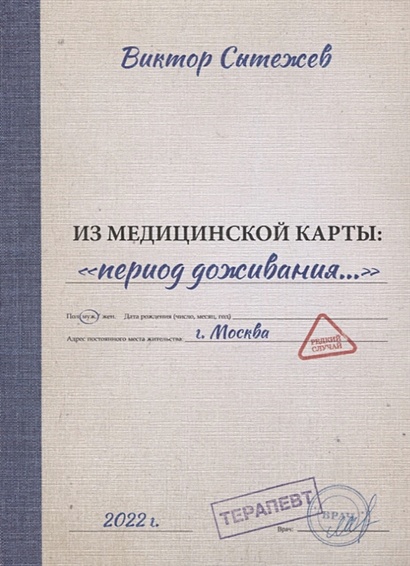 Виктор Сытежев
ИЗ МЕДИЦИНСКОЙ КАРТЫ:
«период доживания...»
Пол муж./ жен. Дата рождения (число, месяц, год)
Адрес постоянного места жительства: г. Москва
РЕДКИЙ
СЛУЧАЙ
ТЕРАПЕВТ
2022 г.
Врач:
ВРАЧ